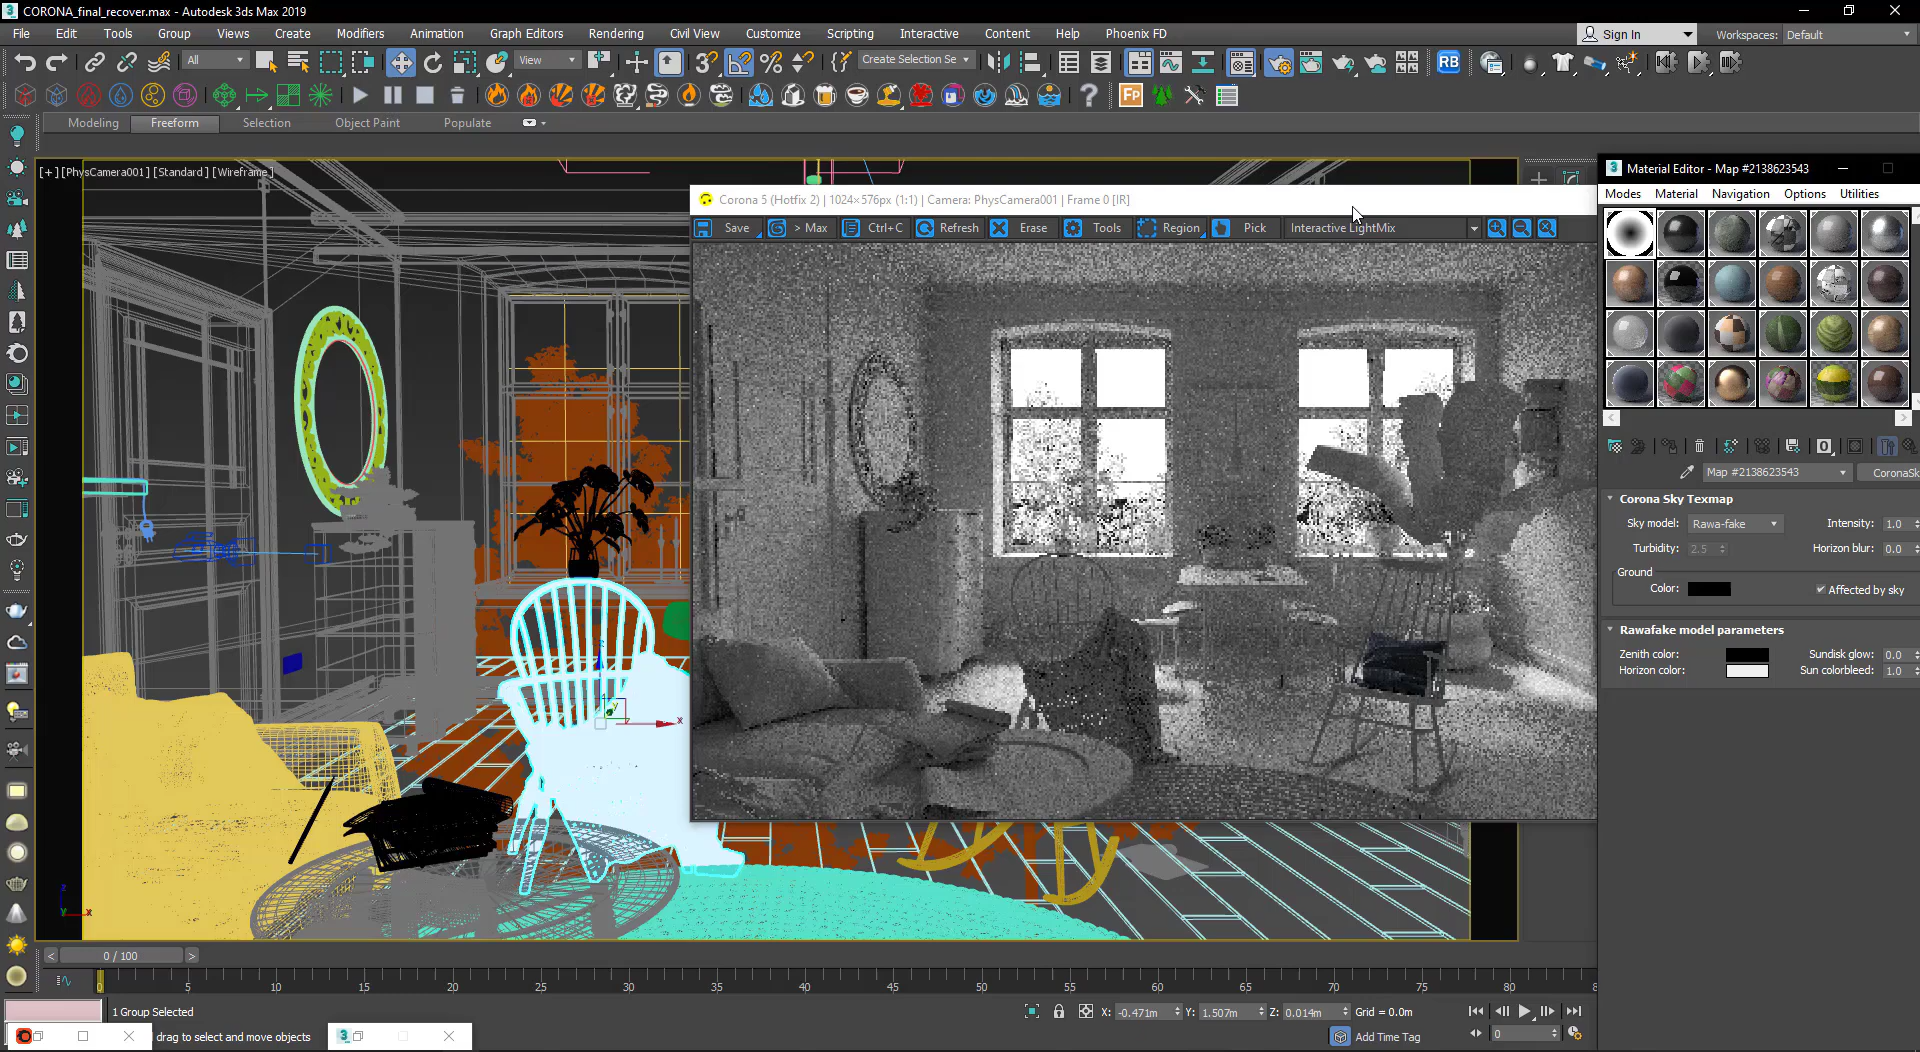 CORONA_final_recover.max - Autodesk 3ds Max 2019
File Edit Tools Group Views Create Modifiers Animation Graph Editors Rendering Civil View Customize Scripting Interactive Content Help Phoenix FD
Sign In
Workspaces: Default
All
View
Create Selection Se
RB
FP
Modeling Freeform Selection Object Paint Populate
[+] [PhysCamera001] [Standard] [Wireframe]
Corona 5 (Hotfix 2) | 1024×576px (1:1) | Camera: PhysCamera001 | Frame 0 [IR]
Save > Max Ctrl+C Refresh Erase Tools Region Pick Interactive LightMix
Material Editor - Map #2138623543
Modes Material Navigation Options Utilities
Map #2138623543
CoronaSk
Corona Sky Texmap
Sky model: Rawa-fake Intensity: 1.0
Turbidity: 2.5 Horizon blur: 0.0
Ground
Color: Affected by sky
Rawafake model parameters
Zenith color: Sundisk glow: 0.0
Horizon color: Sun colorbleed: 1.0
x
z
y x
< 0 / 100 >
0 5 10 15 20 25 30 35 40 45 50 55 60 65 70 75 80 85
1 Group Selected
X: -0.471m Y: 1.507m Z: 0.014m Grid = 0.0m
drag to select and move objects
Add Time Tag
0